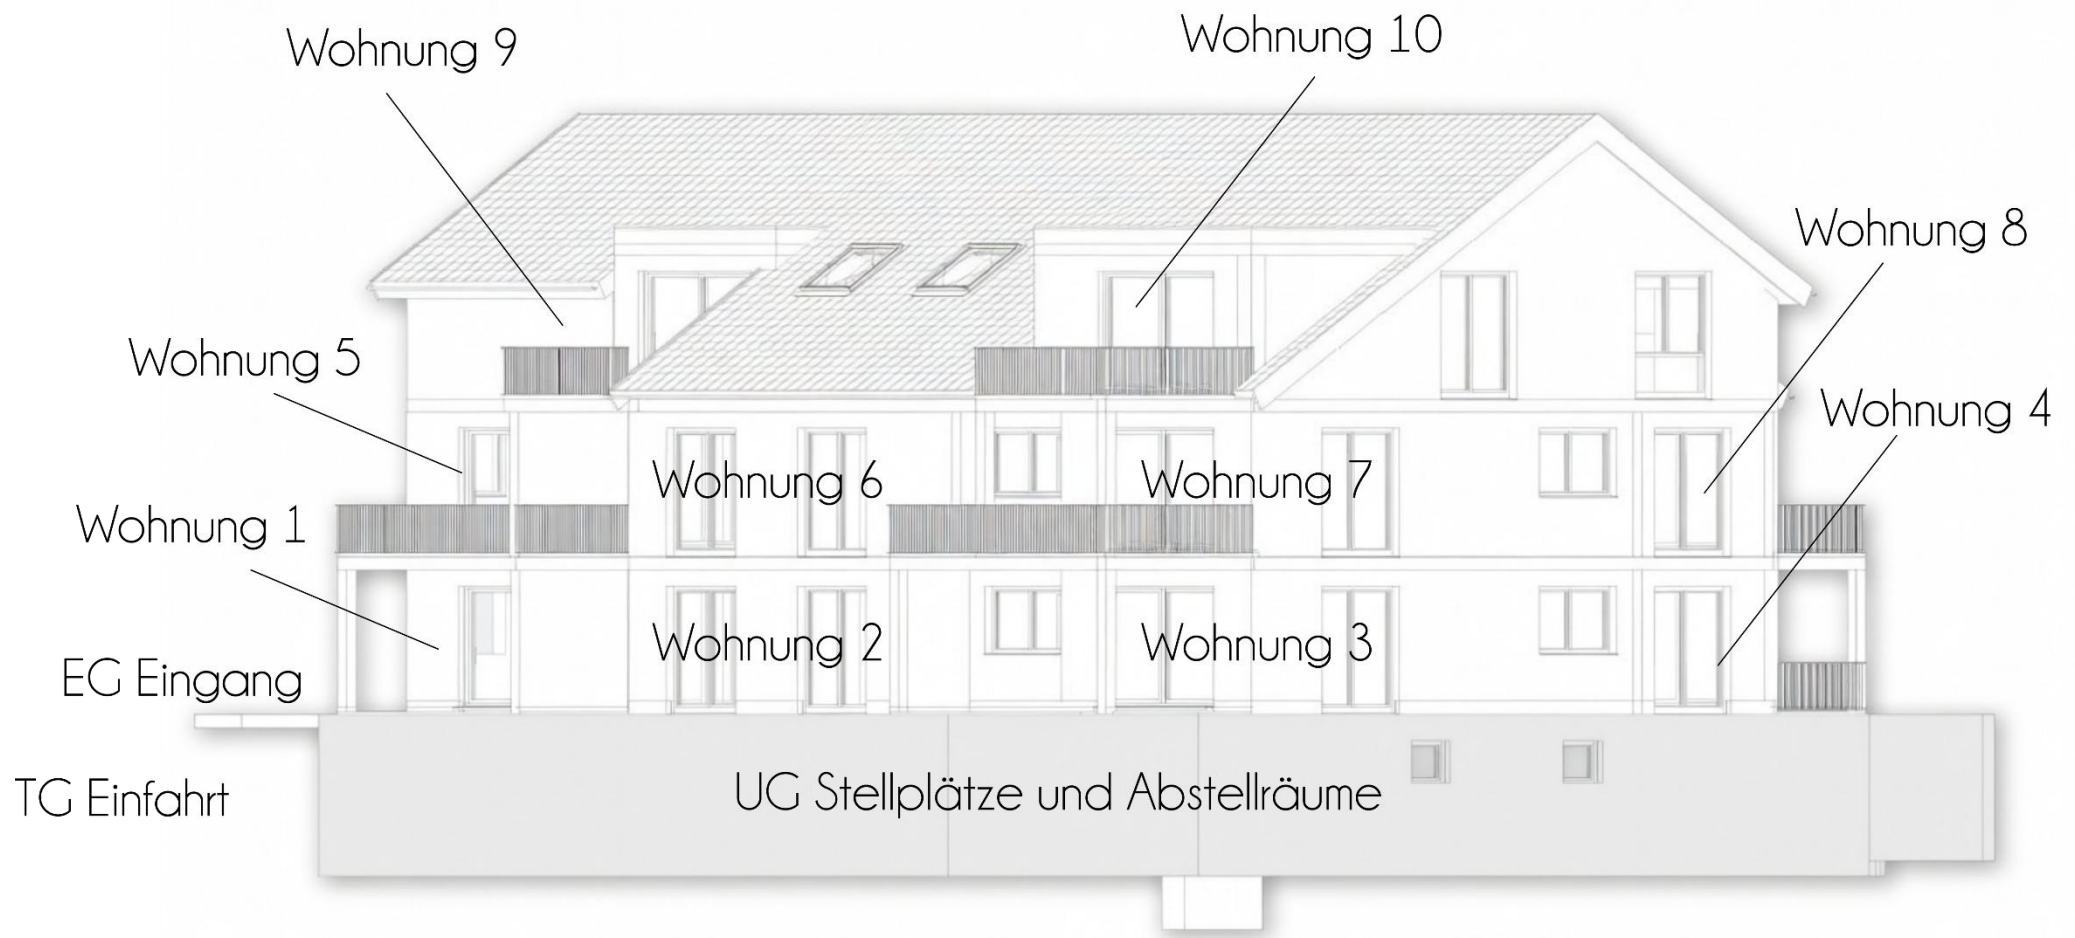 Wohnung 9
Wohnung 10
Wohnung 8
Wohnung 5
Wohnung 4
Wohnung 6
Wohnung 7
Wohnung 1
Wohnung 2
Wohnung 3
EG Eingang
TG Einfahrt
UG Stellplätze und Abstellräume